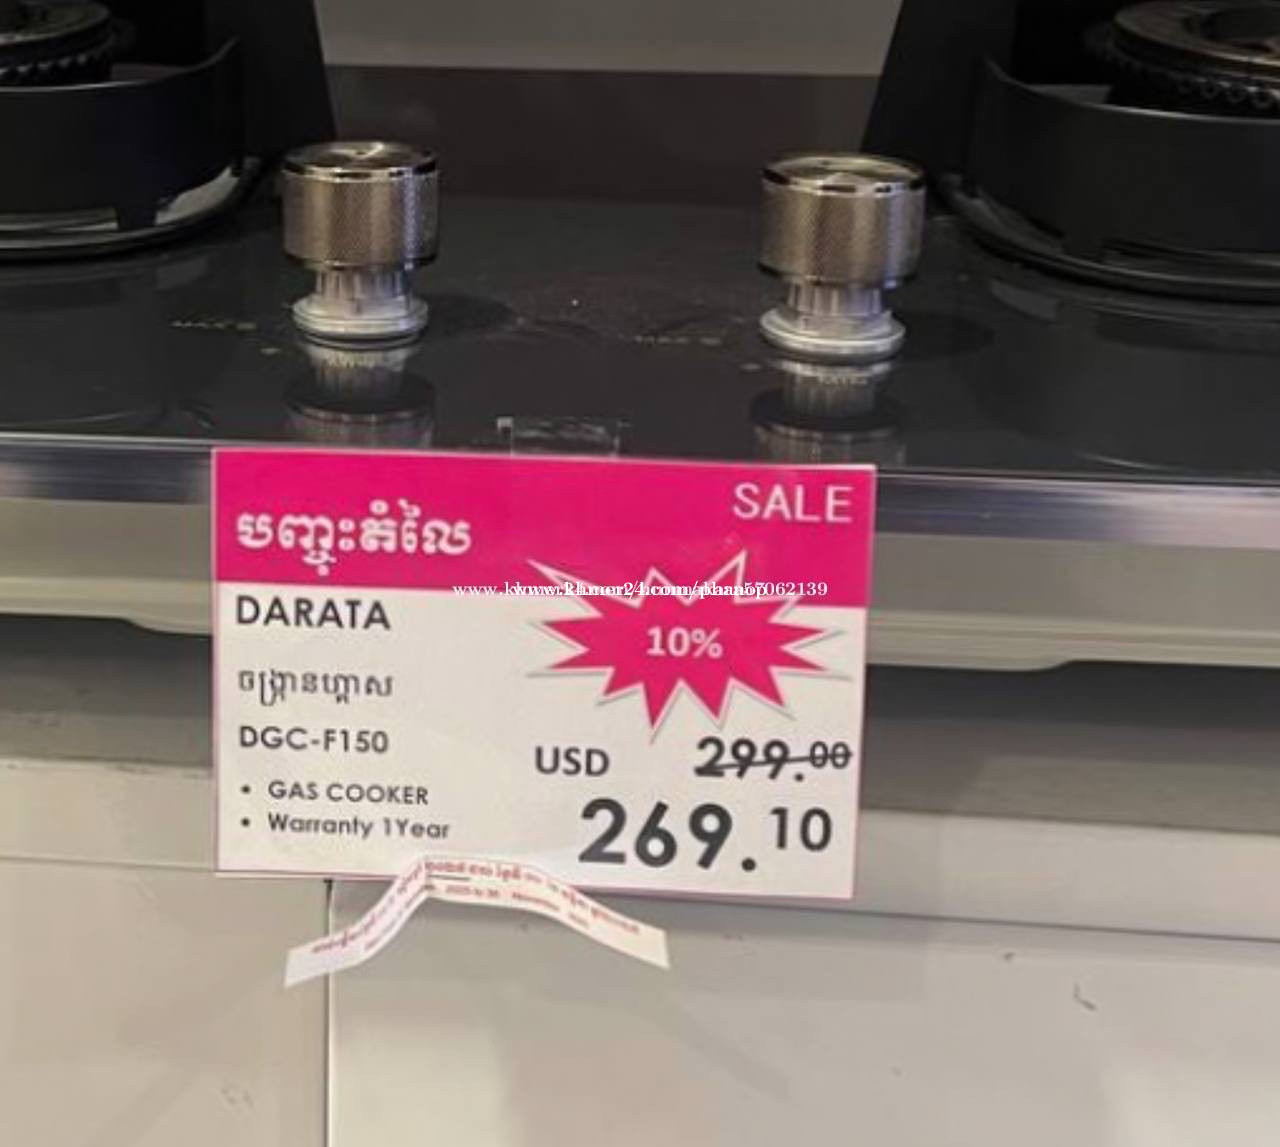 SALE
បញ្ចុះតំលៃ
10%
DARATA
ចង្ក្រានហ្គាស
DGC-F150
USD 299.00
GAS COOKER
269.10
Warranty 1Year